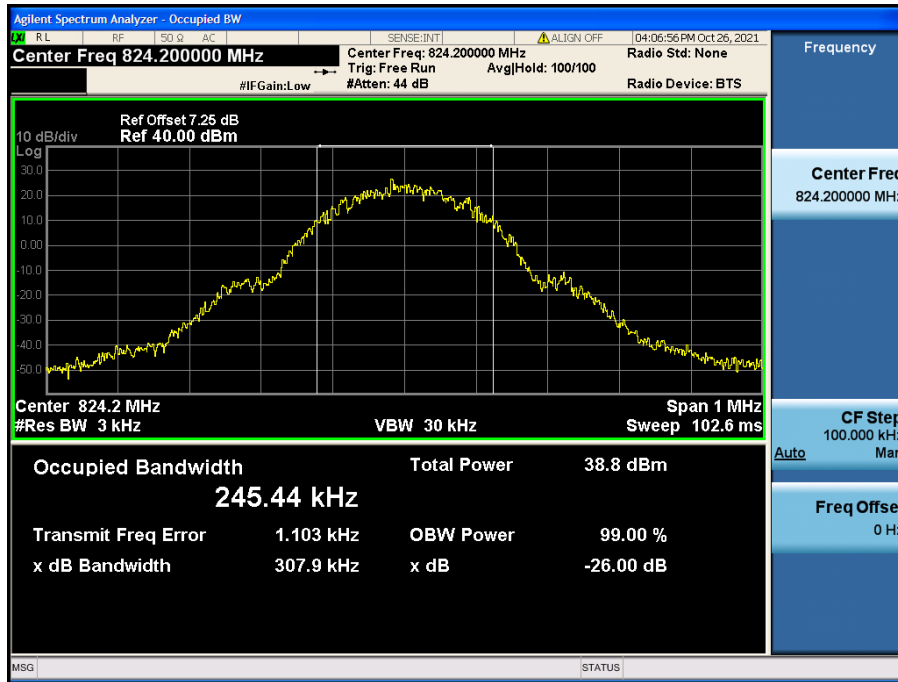 Agilent Spectrum Analyzer - Occupied BW
LXI RL RF 50 Ω AC SENSE:INT ALIGN OFF 04:06:56 PM Oct 26, 2021
Center Freq 824.200000 MHz
Center Freq: 824.200000 MHz
Radio Std: None
Trig: Free Run Avg|Hold: 100/100
#IFGain:Low #Atten: 44 dB Radio Device: BTS
Ref Offset 7.25 dB
10 dB/div Ref 40.00 dBm
Log
30.0
20.0
10.0
0.00
-10.0
-20.0
-30.0
-40.0
-50.0
Center 824.2 MHz Span 1 MHz
#Res BW 3 kHz VBW 30 kHz Sweep 102.6 ms
Occupied Bandwidth Total Power 38.8 dBm
245.44 kHz
Transmit Freq Error 1.103 kHz OBW Power 99.00 %
x dB Bandwidth 307.9 kHz x dB -26.00 dB
MSG STATUS
Frequency
Center Freq
824.200000 MHz
CF Step
100.000 kHz
Auto Man
Freq Offset
0 Hz